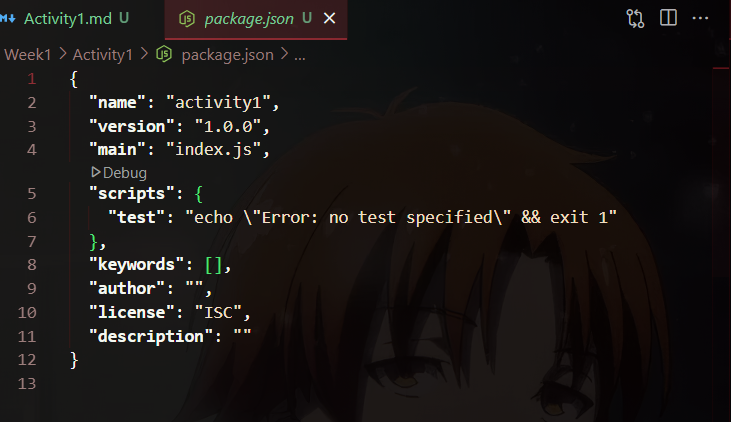 Activity1.md U package.json U
Week1 > Activity1 > package.json > ...
1 {
2 "name": "activity1",
3 "version": "1.0.0",
4 "main": "index.js",
Debug
5 "scripts": {
6 "test": "echo \"Error: no test specified\" && exit 1"
7 },
8 "keywords": [],
9 "author": "",
10 "license": "ISC",
11 "description": ""
12 }
13